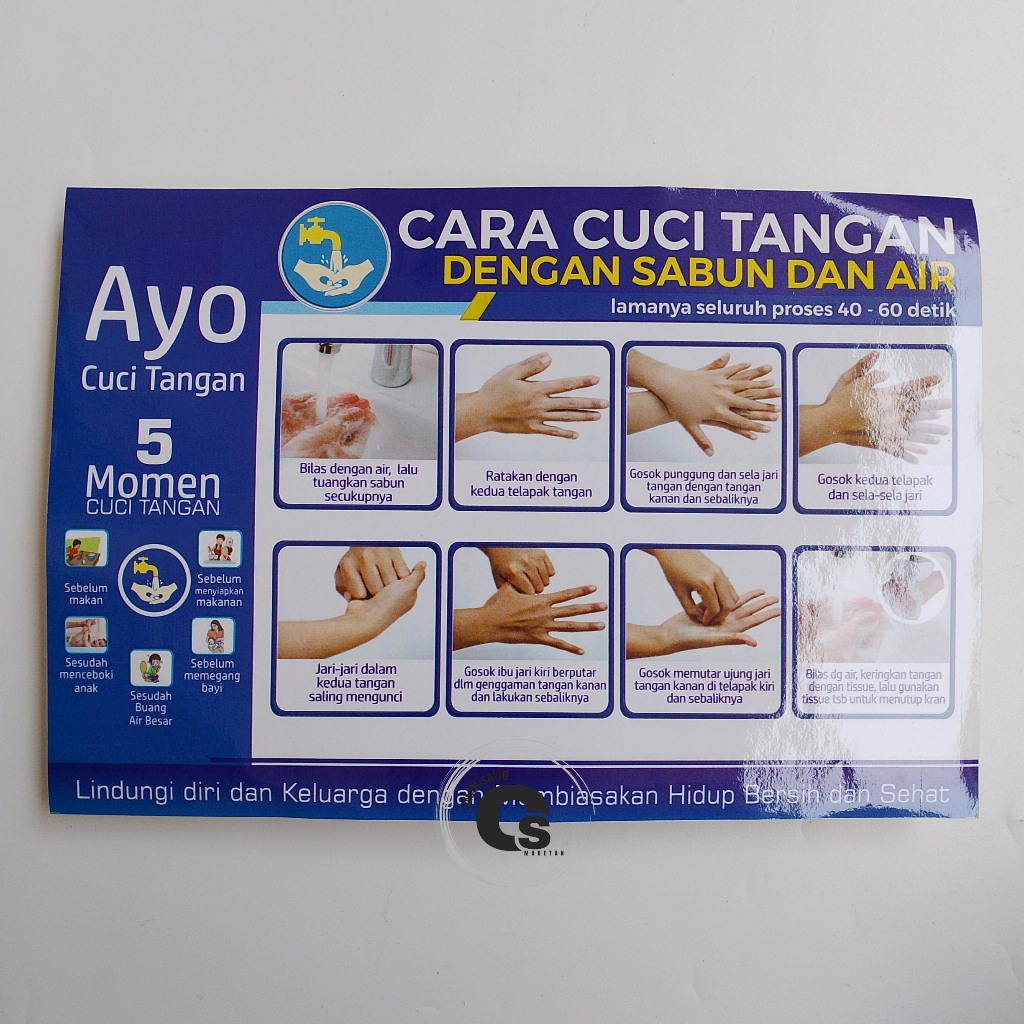 Ayo
Cuci Tangan
5
Momen
CUCI TANGAN
Sebelum
makan
Sebelum
menyiapkan
makanan
Sesudah
menceboki
anak
Sesudah
Buang
Air Besar
Sebelum
memegang
bayi
CARA CUCI TANGAN
DENGAN SABUN DAN AIR
lamanya seluruh proses 40 - 60 detik
Bilas dengan air, lalu
tuangkan sabun
secukupnya
Ratakan dengan
kedua telapak tangan
Gosok punggung dan sela jari
tangan dengan tangan
kanan dan sebaliknya
Gosok kedua telapak
dan sela-sela jari
Jari-jari dalam
kedua tangan
saling mengunci
Gosok ibu jari kiri berputar
dlm genggaman tangan kanan
dan lakukan sebaliknya
Gosok memutar ujung jari
tangan kanan di telapak kiri
dan sebaliknya
Bilas dg air, keringkan tangan
dengan tissue, lalu gunakan
tissue tsb untuk menutup kran
Lindungi diri dan Keluarga dengan Membiasakan Hidup Bersin dan Sehat
CS
MAGETAN